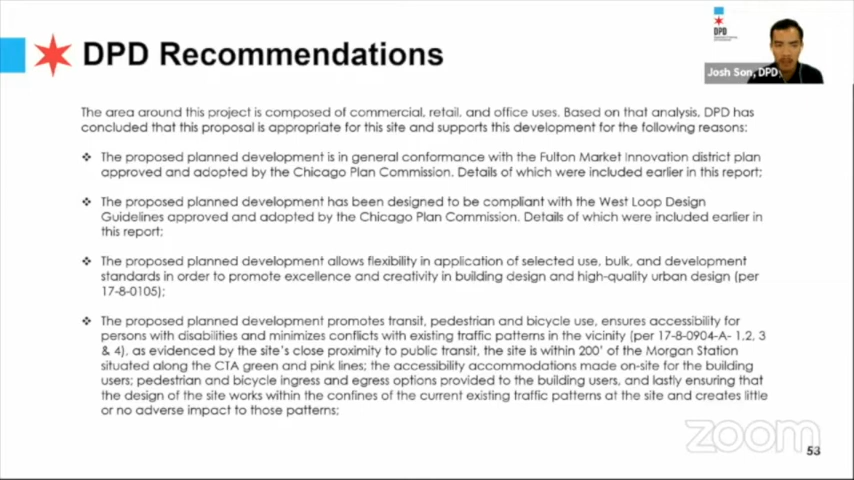 DPD Recommendations
DPD
Josh Son, DPD
The area around this project is composed of commercial, retail, and office uses. Based on that analysis, DPD has
concluded that this proposal is appropriate for this site and supports this development for the following reasons:
❖ The proposed planned development is in general conformance with the Fulton Market Innovation district plan
approved and adopted by the Chicago Plan Commission. Details of which were included earlier in this report;
❖ The proposed planned development has been designed to be compliant with the West Loop Design
Guidelines approved and adopted by the Chicago Plan Commission. Details of which were included earlier in
this report;
❖ The proposed planned development allows flexibility in application of selected use, bulk, and development
standards in order to promote excellence and creativity in building design and high-quality urban design (per
17-8-0105);
❖ The proposed planned development promotes transit, pedestrian and bicycle use, ensures accessibility for
persons with disabilities and minimizes conflicts with existing traffic patterns in the vicinity (per 17-8-0904-A- 1,2, 3
& 4), as evidenced by the site's close proximity to public transit, the site is within 200' of the Morgan Station
situated along the CTA green and pink lines; the accessibility accommodations made on-site for the building
users; pedestrian and bicycle ingress and egress options provided to the building users, and lastly ensuring that
the design of the site works within the confines of the current existing traffic patterns at the site and creates little
or no adverse impact to those patterns;
zoom
53